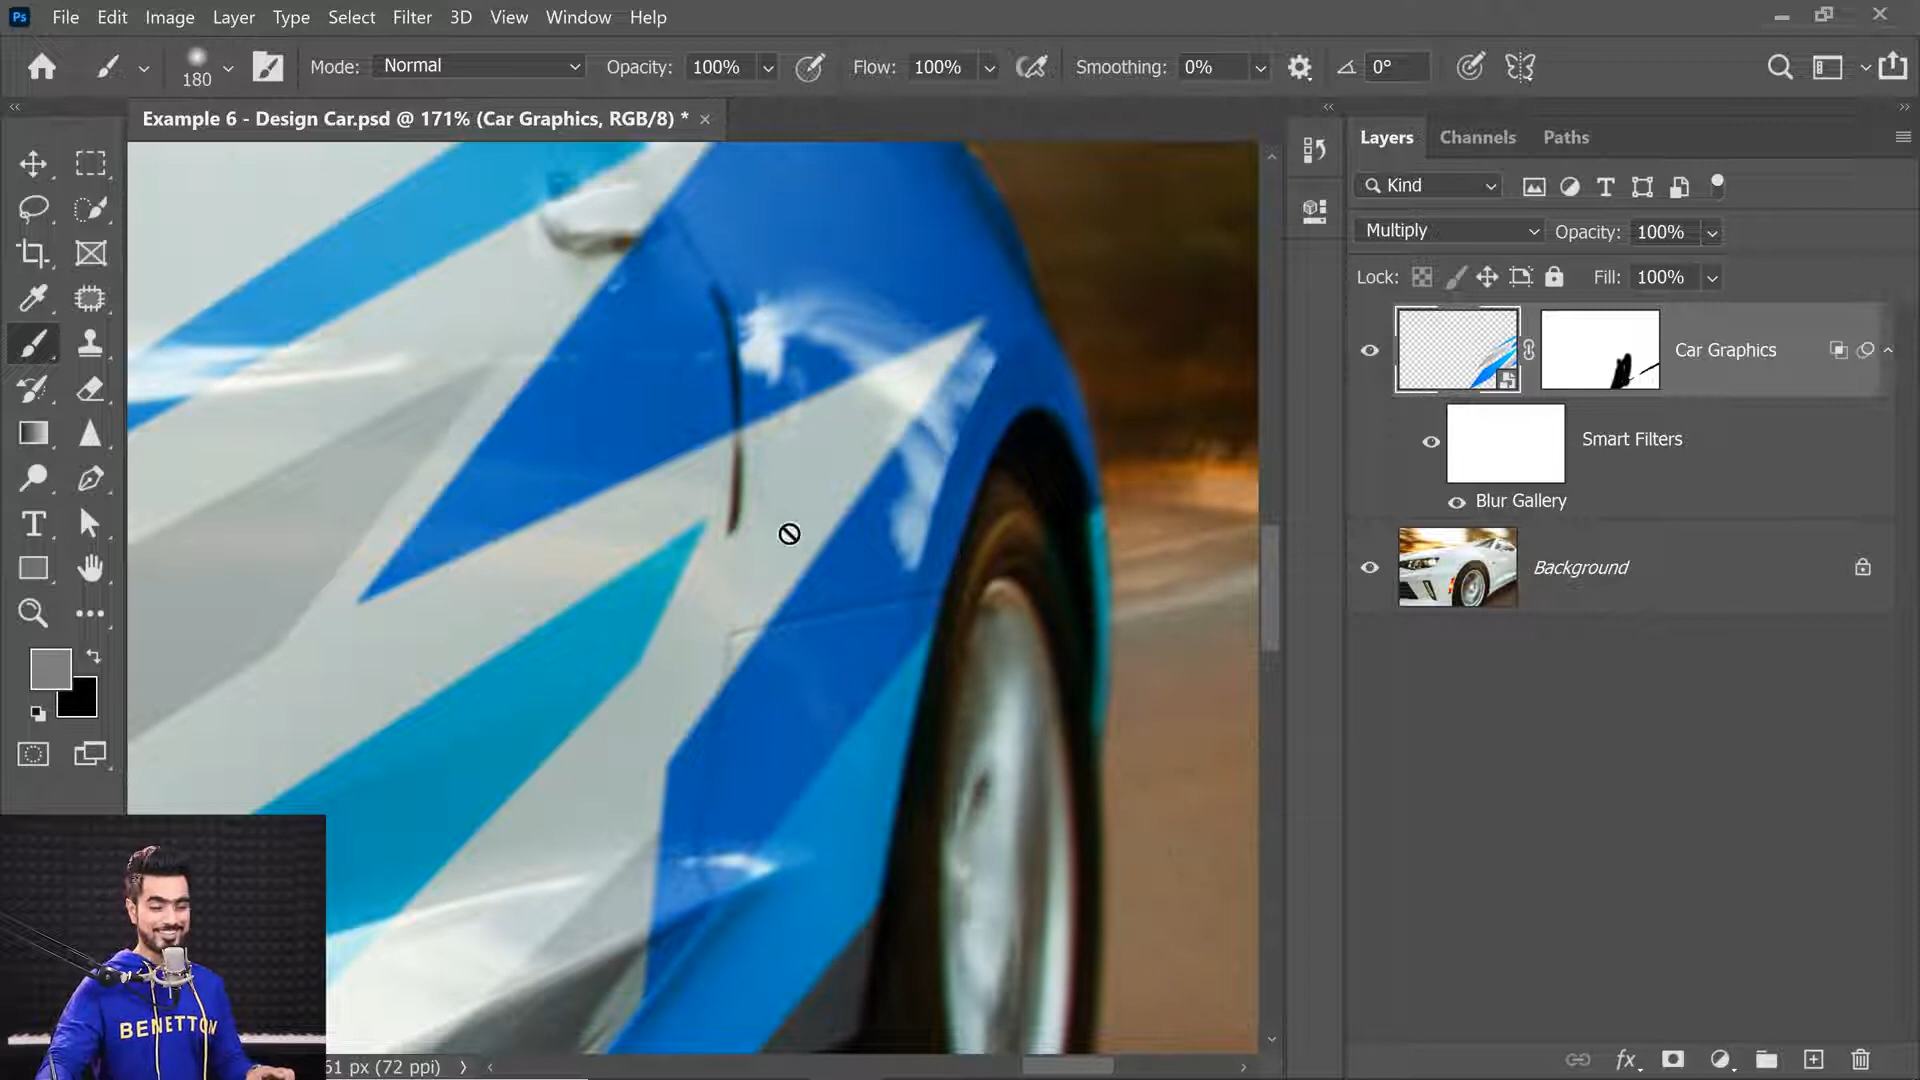 Ps File Edit Image Layer Type Select Filter 3D View Window Help
180 Mode: Normal Opacity: 100% Flow: 100% Smoothing: 0% 0°
Example 6 - Design Car.psd @ 171% (Car Graphics, RGB/8) *
Layers Channels Paths
Kind
Multiply Opacity: 100%
Lock: Fill: 100%
Car Graphics
Smart Filters
Blur Gallery
Background
BENETTON
61 px (72 ppi)
fx